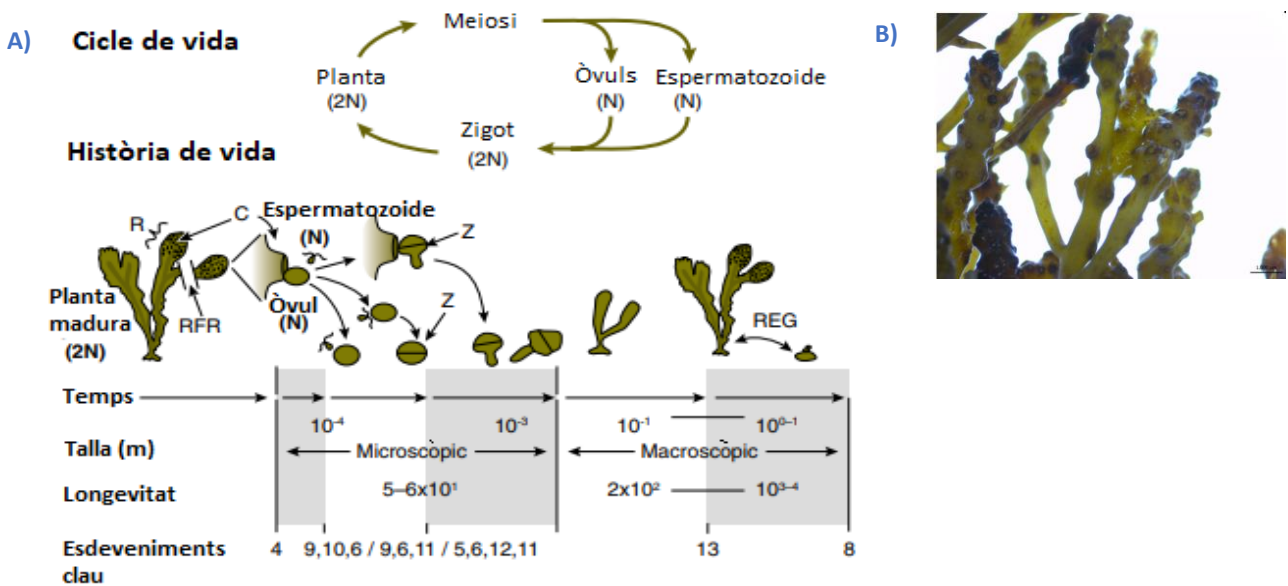 A)
Cicle de vida
Meiosi
Planta
(2N)
Òvuls
(N)
Espermatozoide
(N)
Zigot
(2N)
Història de vida
R
C
Espermatozoide
(N)
Z
Planta
madura
(2N)
RFR
Òvul
(N)
Z
REG
Temps
10⁻⁴
10⁻³
10⁻¹
10⁰⁻¹
Talla (m)
Microscòpic
Macroscòpic
Longevitat
5–6x10¹
2x10²
10³⁻⁴
Esdeveniments
clau
4
9,10,6 / 9,6,11 / 5,6,12,11
13
8
B)